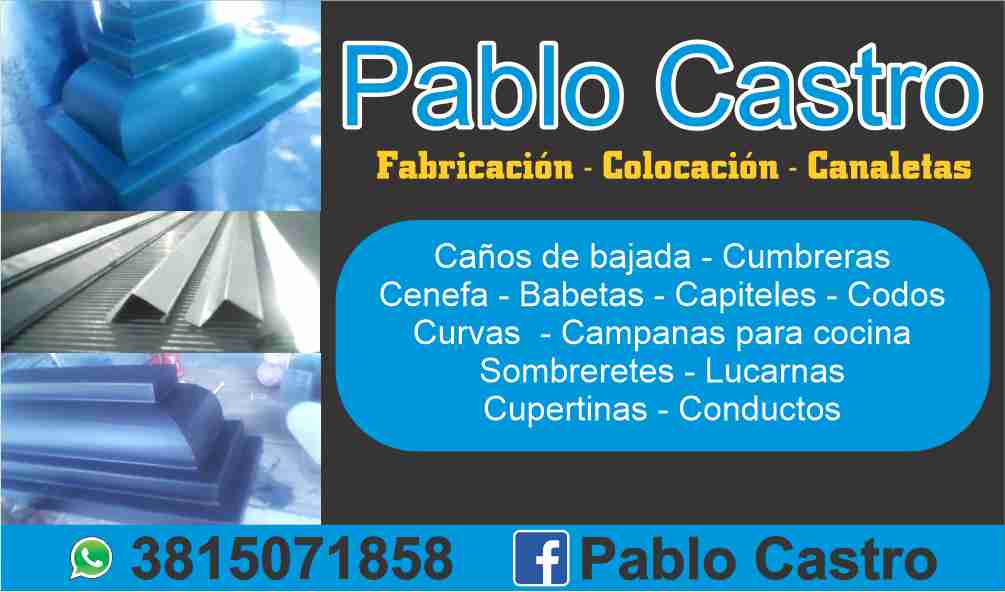 Pablo Castro
Fabricación - Colocación - Canaletas
Caños de bajada - Cumbreras
Cenefa - Babetas - Capiteles - Codos
Curvas - Campanas para cocina
Sombreretes - Lucarnas
Cupertinas - Conductos
3815071858
Pablo Castro